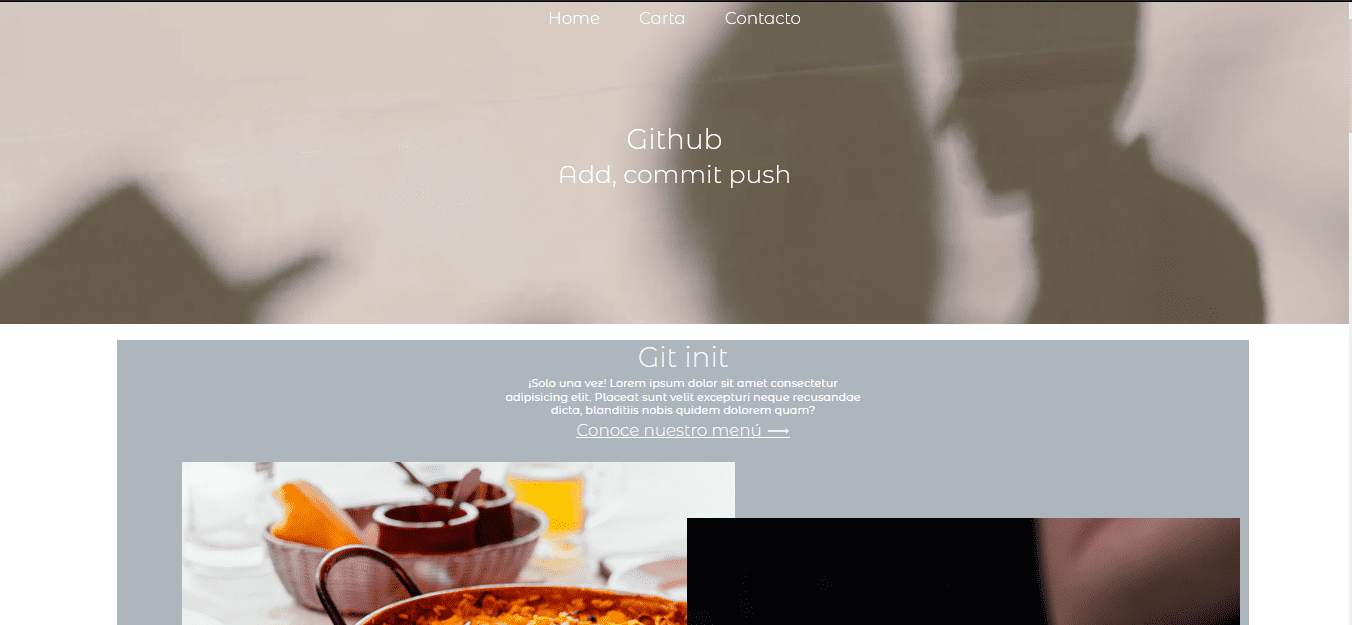 Home Carta Contacto
Github
Add, commit push
Git init
¡Solo una vez! Lorem ipsum dolor sit amet consectetur
adipisicing elit. Placeat sunt velit excepturi neque recusandae
dicta, blanditiis nobis quidem dolorem quam?
Conoce nuestro menú ⟶